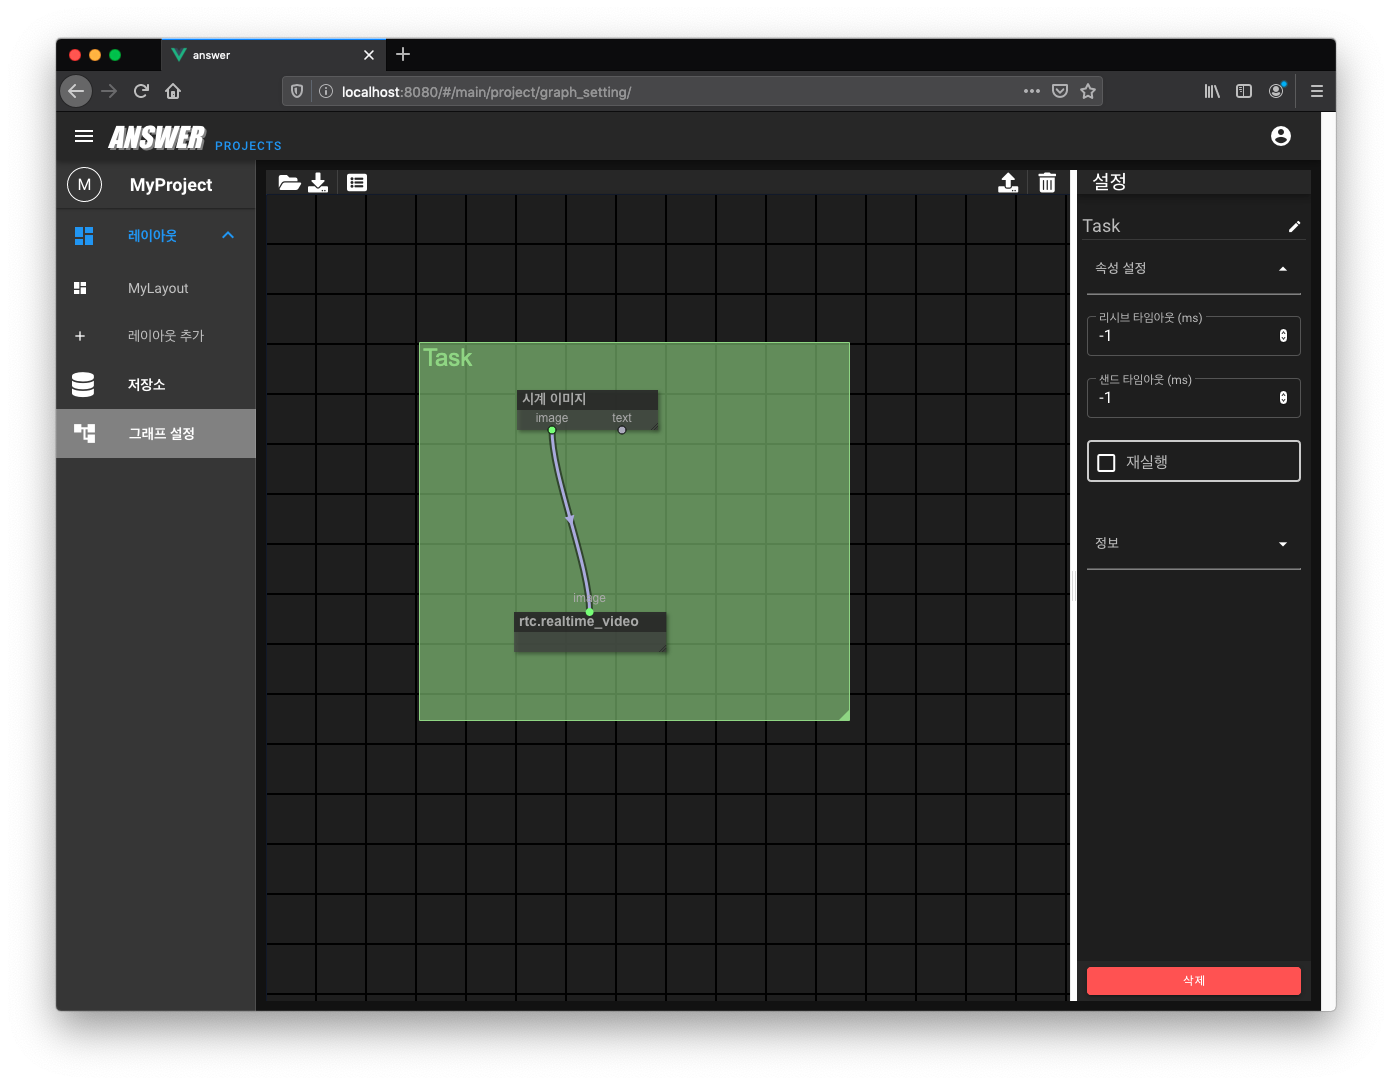 answer
localhost:8080/#/main/project/graph_setting/
ANSWER PROJECTS
M MyProject
레이아웃
MyLayout
레이아웃 추가
저장소
그래프 설정
Task
시계 이미지
image text
image
rtc.realtime_video
설정
Task
속성 설정
리시브 타임아웃 (ms)
-1
샌드 타임아웃 (ms)
-1
재실행
정보
삭제